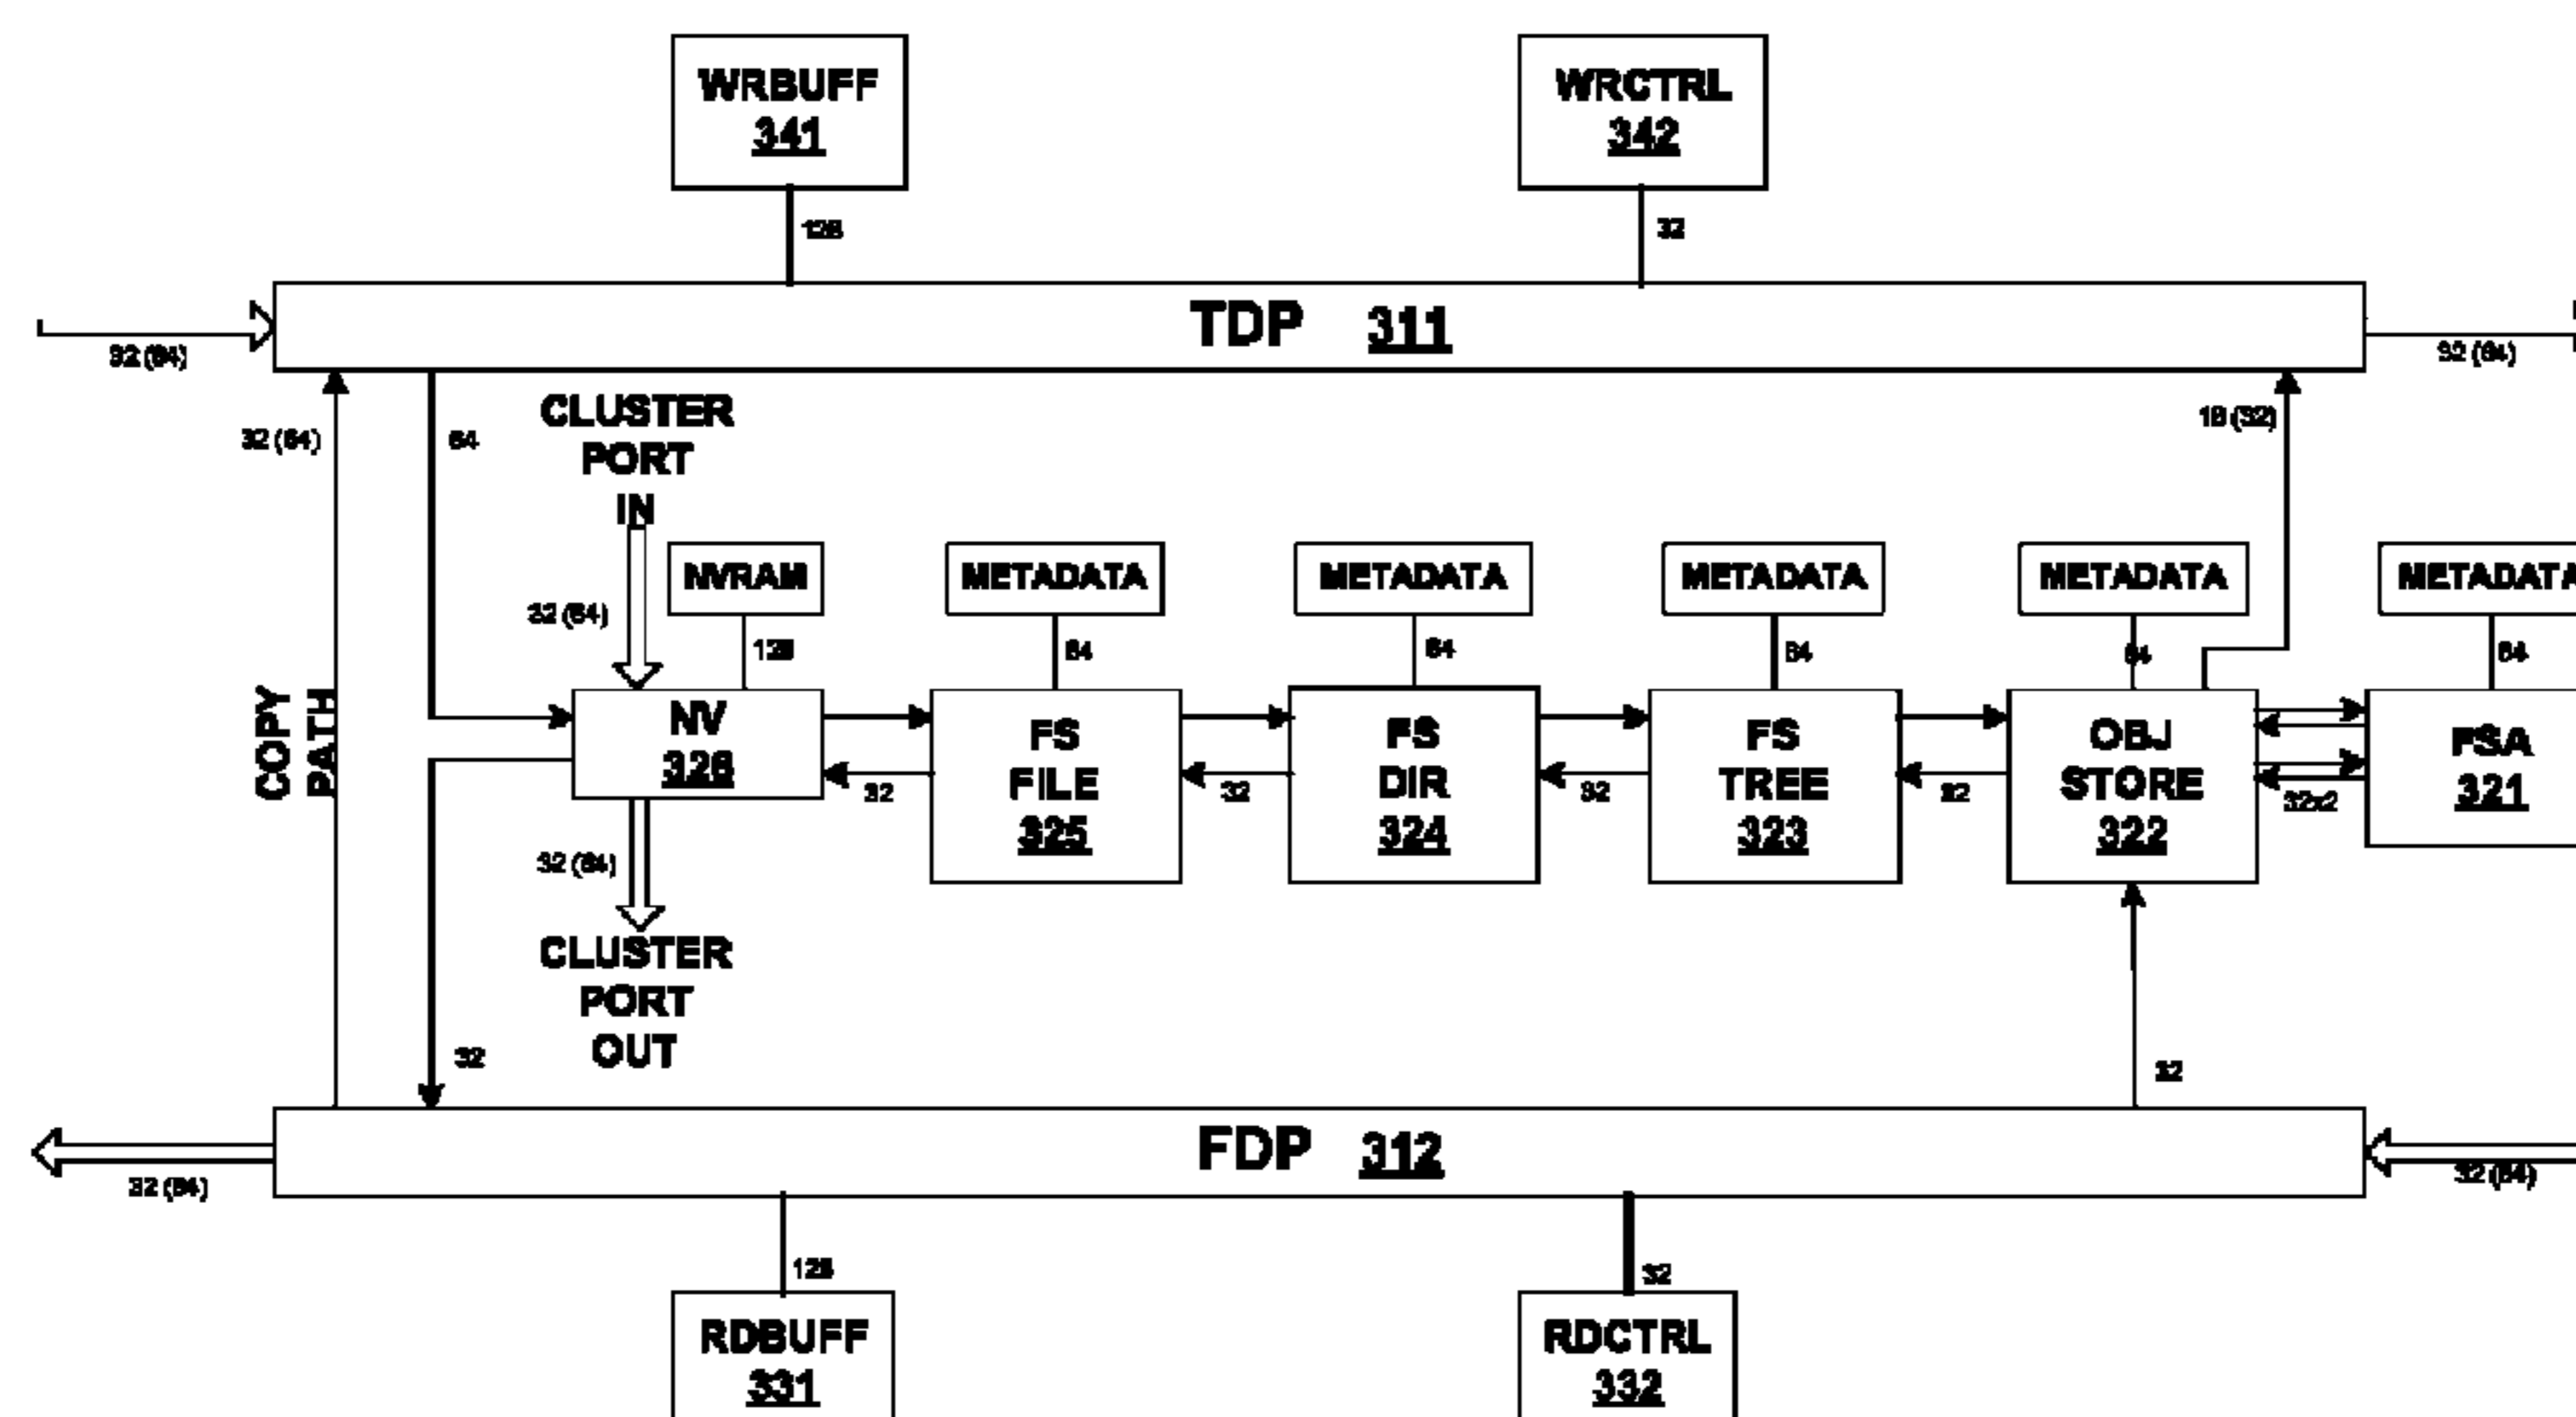 WRBUFF
341
WRCTRL
342
128
32
TDP 311
32 (64)
32 (64)
32 (64)
64
CLUSTER
PORT
IN
16 (32)
NVRAM
METADATA
METADATA
METADATA
METADATA
METADATA
32 (64)
128
64
64
64
64
64
COPY
PATH
NV
326
FS
FILE
325
FS
DIR
324
FS
TREE
323
OBJ
STORE
322
FSA
321
32
32
32
32
32x2
32 (64)
CLUSTER
PORT
OUT
32
32
FDP 312
32 (64)
32 (64)
128
32
RDBUFF
331
RDCTRL
332